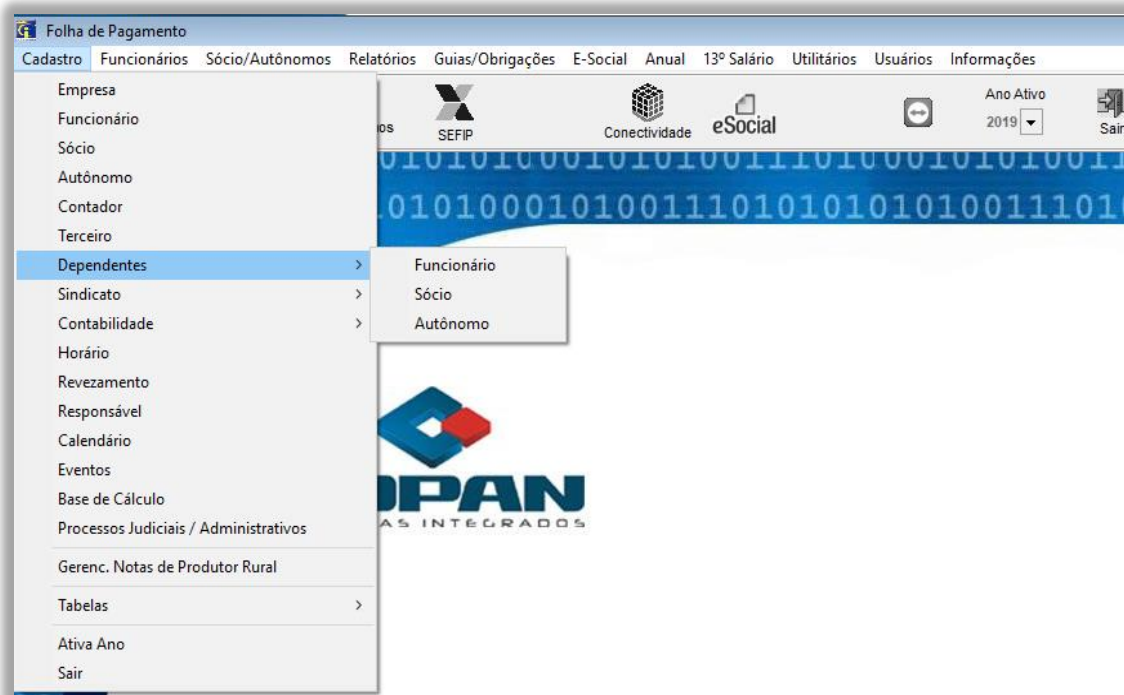 Folha de Pagamento
Cadastro Funcionários Sócio/Autônomos Relatórios Guias/Obrigações E-Social Anual 13º Salário Utilitários Usuários Informações
SEFIP
Conectividade
eSocial
Ano Ativo
2019
Sair
Empresa
Funcionário
Sócio
Autônomo
Contador
Terceiro
Dependentes
Sindicato
Contabilidade
Horário
Revezamento
Responsável
Calendário
Eventos
Base de Cálculo
Processos Judiciais / Administrativos
Gerenc. Notas de Produtor Rural
Tabelas
Ativa Ano
Sair
Funcionário
Sócio
Autônomo
PAN
AS INTEGRADOS